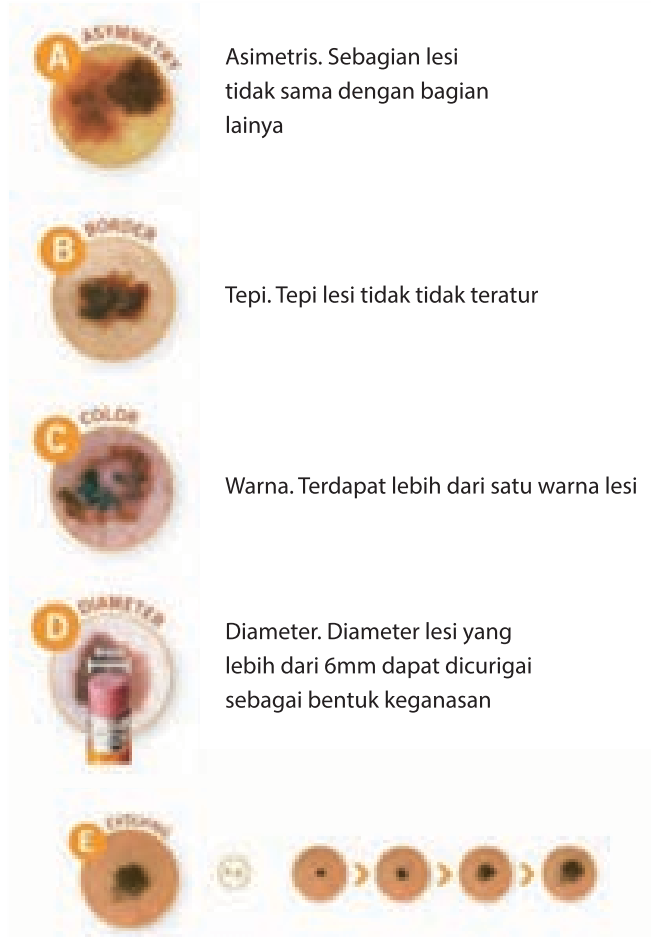 A
ASYMMETRY
Asimetris. Sebagian lesi
tidak sama dengan bagian
lainya
B
BORDER
Tepi. Tepi lesi tidak tidak teratur
C
COLOR
Warna. Terdapat lebih dari satu warna lesi
D
DIAMETER
Diameter. Diameter lesi yang
lebih dari 6mm dapat dicurigai
sebagai bentuk keganasan
E
EVOLVING